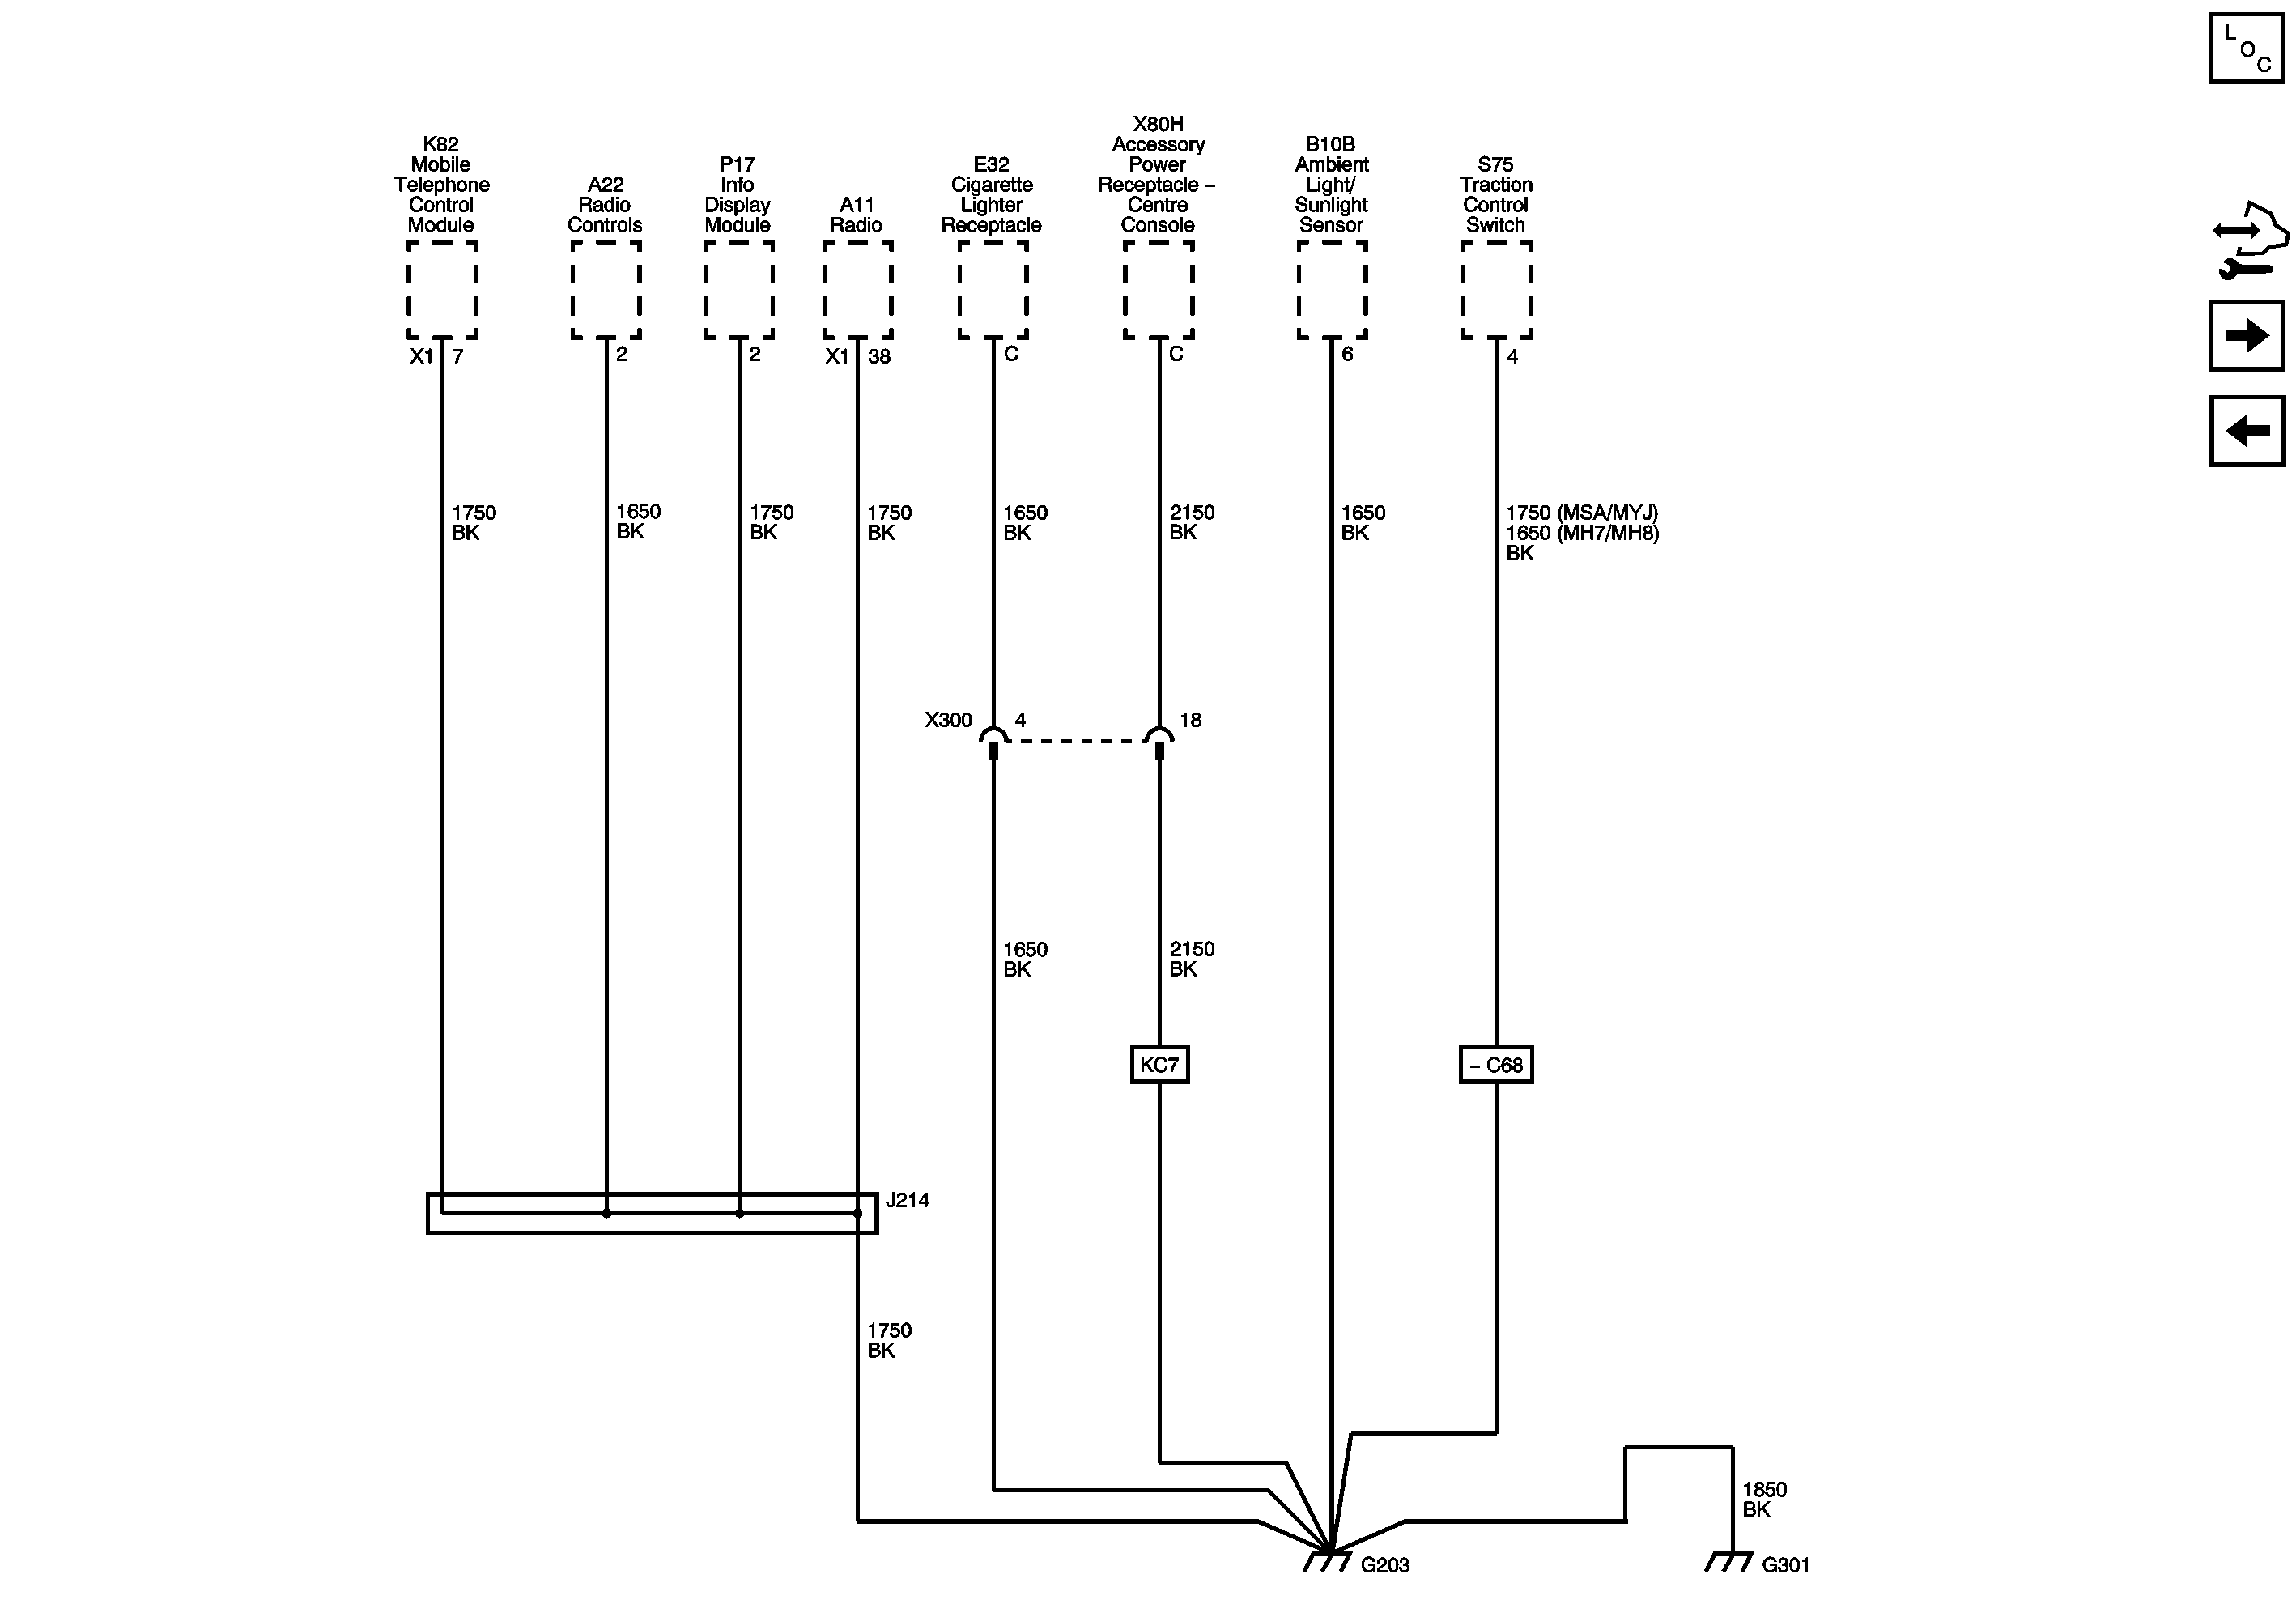 L
O
C
K82
Mobile
Telephone
Control
Module
A22
Radio
Controls
P17
Info
Display
Module
A11
Radio
E32
Cigarette
Lighter
Receptacle
X80H
Accessory
Power
Receptacle –
Centre
Console
B10B
Ambient
Light/
Sunlight
Sensor
S75
Traction
Control
Switch
X1 7
2
2
X1 38
C
C
6
4
1750
BK
1650
BK
1750
BK
1750
BK
1650
BK
2150
BK
1650
BK
1750 (MSA/MYJ)
1650 (MH7/MH8)
BK
X300 4
18
1650
BK
2150
BK
KC7
– C68
J214
1750
BK
1850
BK
G203
G301